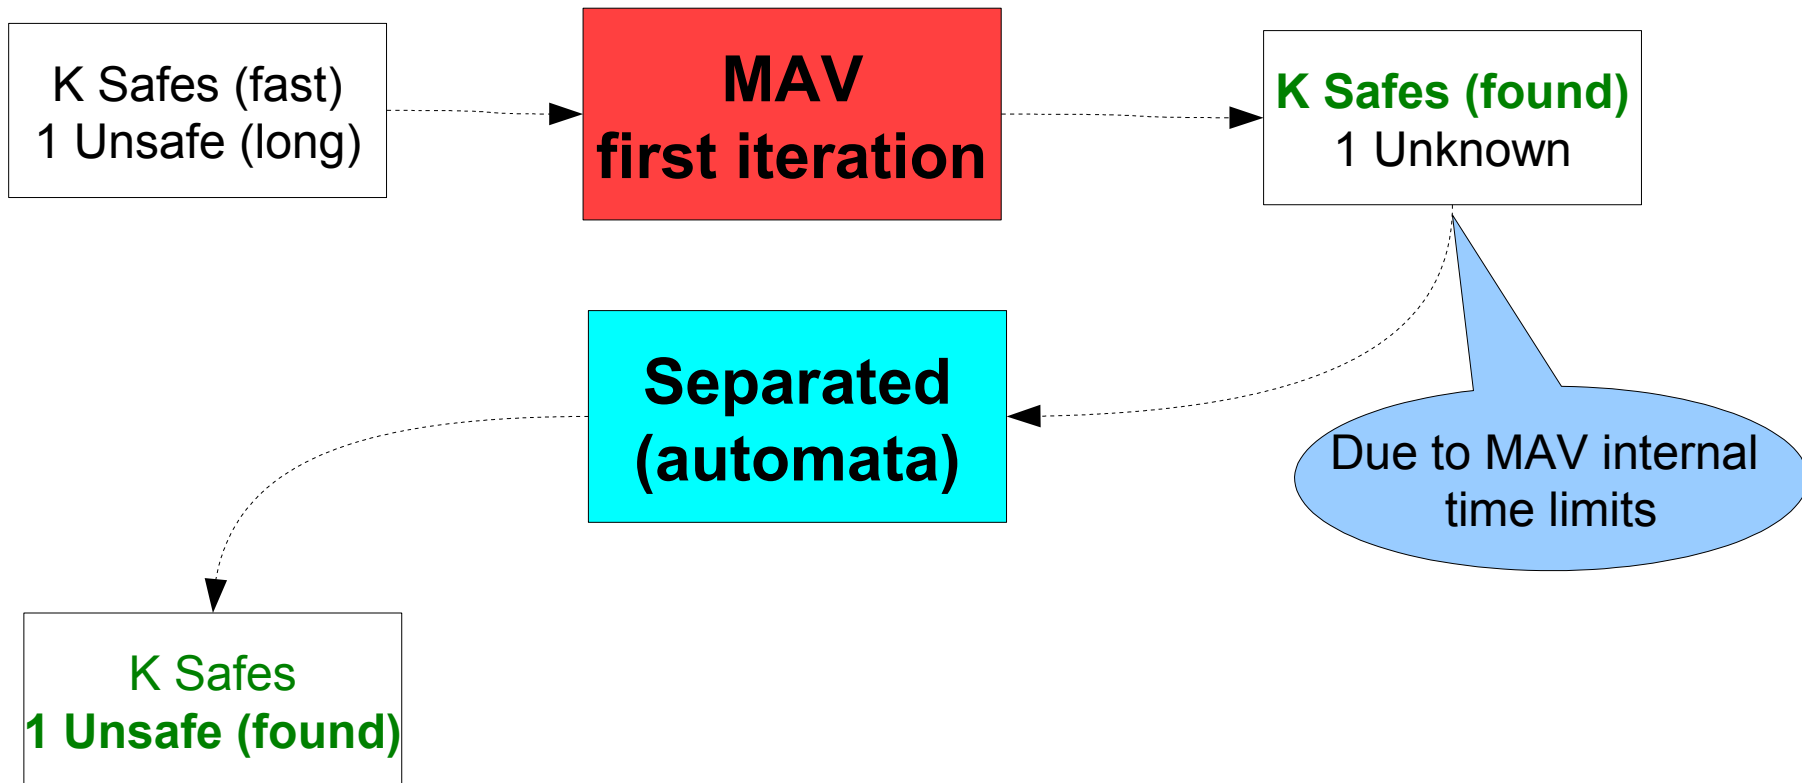 K Safes (fast)
1 Unsafe (long)
MAV
first iteration
K Safes (found)
1 Unknown
Separated
(automata)
Due to MAV internal
time limits
K Safes
1 Unsafe (found)